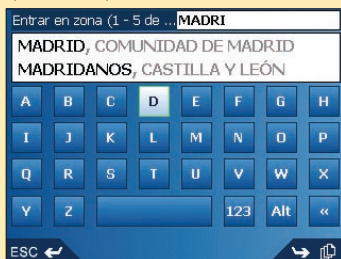 Entrar en zona (1 - 5 de ... MADRI
MADRID, COMUNIDAD DE MADRID
MADRIDANOS, CASTILLA Y LEÓN
A B C D E F G H
I J K L M N O P
Q R S T U V W X
Y Z 123 Alt «
ESC